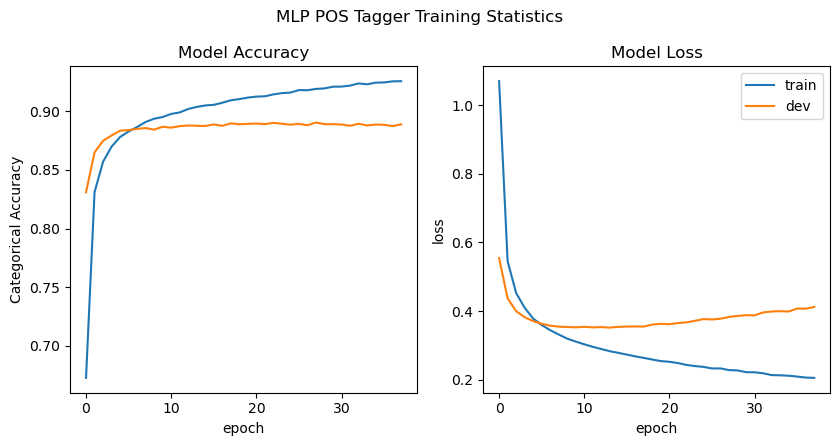 MLP POS Tagger Training Statistics
Model Accuracy
Categorical Accuracy
0.90
0.85
0.80
0.75
0.70
0
10
20
30
epoch
Model Loss
loss
1.0
0.8
0.6
0.4
0.2
0
10
20
30
epoch
train
dev